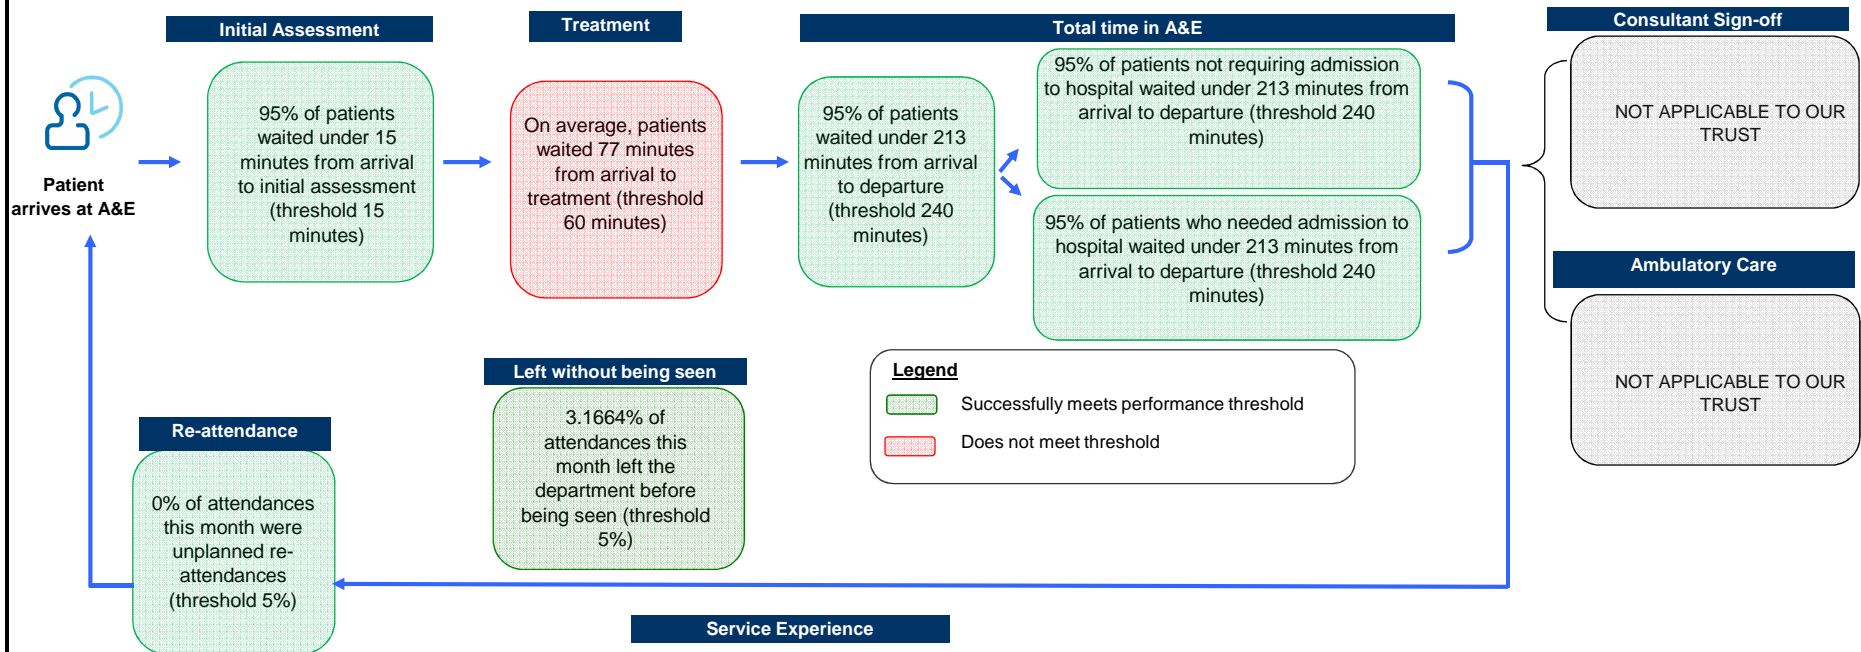 Initial Assessment
Treatment
Total time in A&E
Consultant Sign-off
Patient
arrives at A&E
95% of patients
waited under 15
minutes from arrival
to initial assessment
(threshold 15
minutes)
On average, patients
waited 77 minutes
from arrival to
treatment (threshold
60 minutes)
95% of patients
waited under 213
minutes from arrival
to departure
(threshold 240
minutes)
95% of patients not requiring admission
to hospital waited under 213 minutes from
arrival to departure (threshold 240
minutes)
95% of patients who needed admission to
hospital waited under 213 minutes from
arrival to departure (threshold 240
minutes)
NOT APPLICABLE TO OUR
TRUST
Ambulatory Care
NOT APPLICABLE TO OUR
TRUST
Left without being seen
3.1664% of
attendances this
month left the
department before
being seen (threshold
5%)
Legend
Successfully meets performance threshold
Does not meet threshold
Re-attendance
0% of attendances
this month were
unplanned re-
attendances
(threshold 5%)
Service Experience